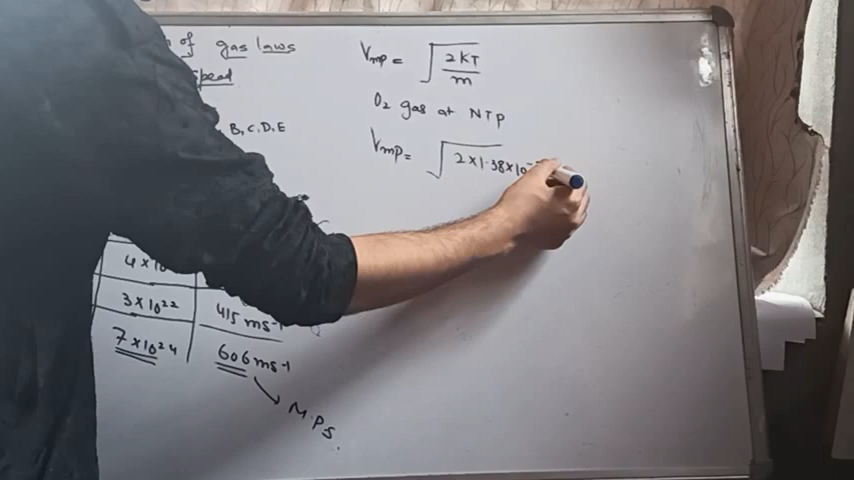 of gas laws
speed
B, C, D, E
4 × 10
3 × 10²² 415 ms⁻¹
7 × 10²⁴ 606 ms⁻¹
M.P.S.
Vmp = √(2KT/m)
O₂ gas at NTP
Vmp = √2×1.38×10⁻